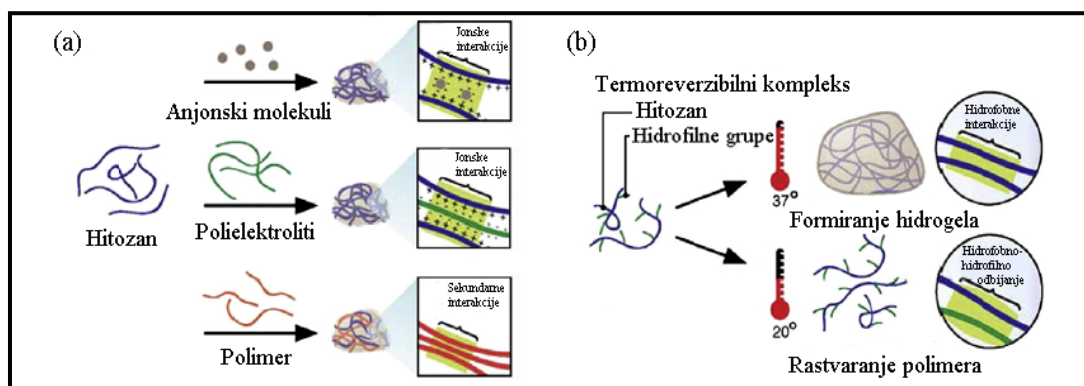 (a)
Anjonski molekuli
Jonske
interakcije
Hitozan
Polielektroliti
Jonske
interakcije
Polimer
Sekundarne
interakcije
(b)
Termoreverzibilni kompleks
Hitozan
Hidrofilne grupe
37°
Formiranje hidrogela
Hidrofobne
interakcije
20°
Rastvaranje polimera
Hidrofobno-
hidrofilno
odbijanje